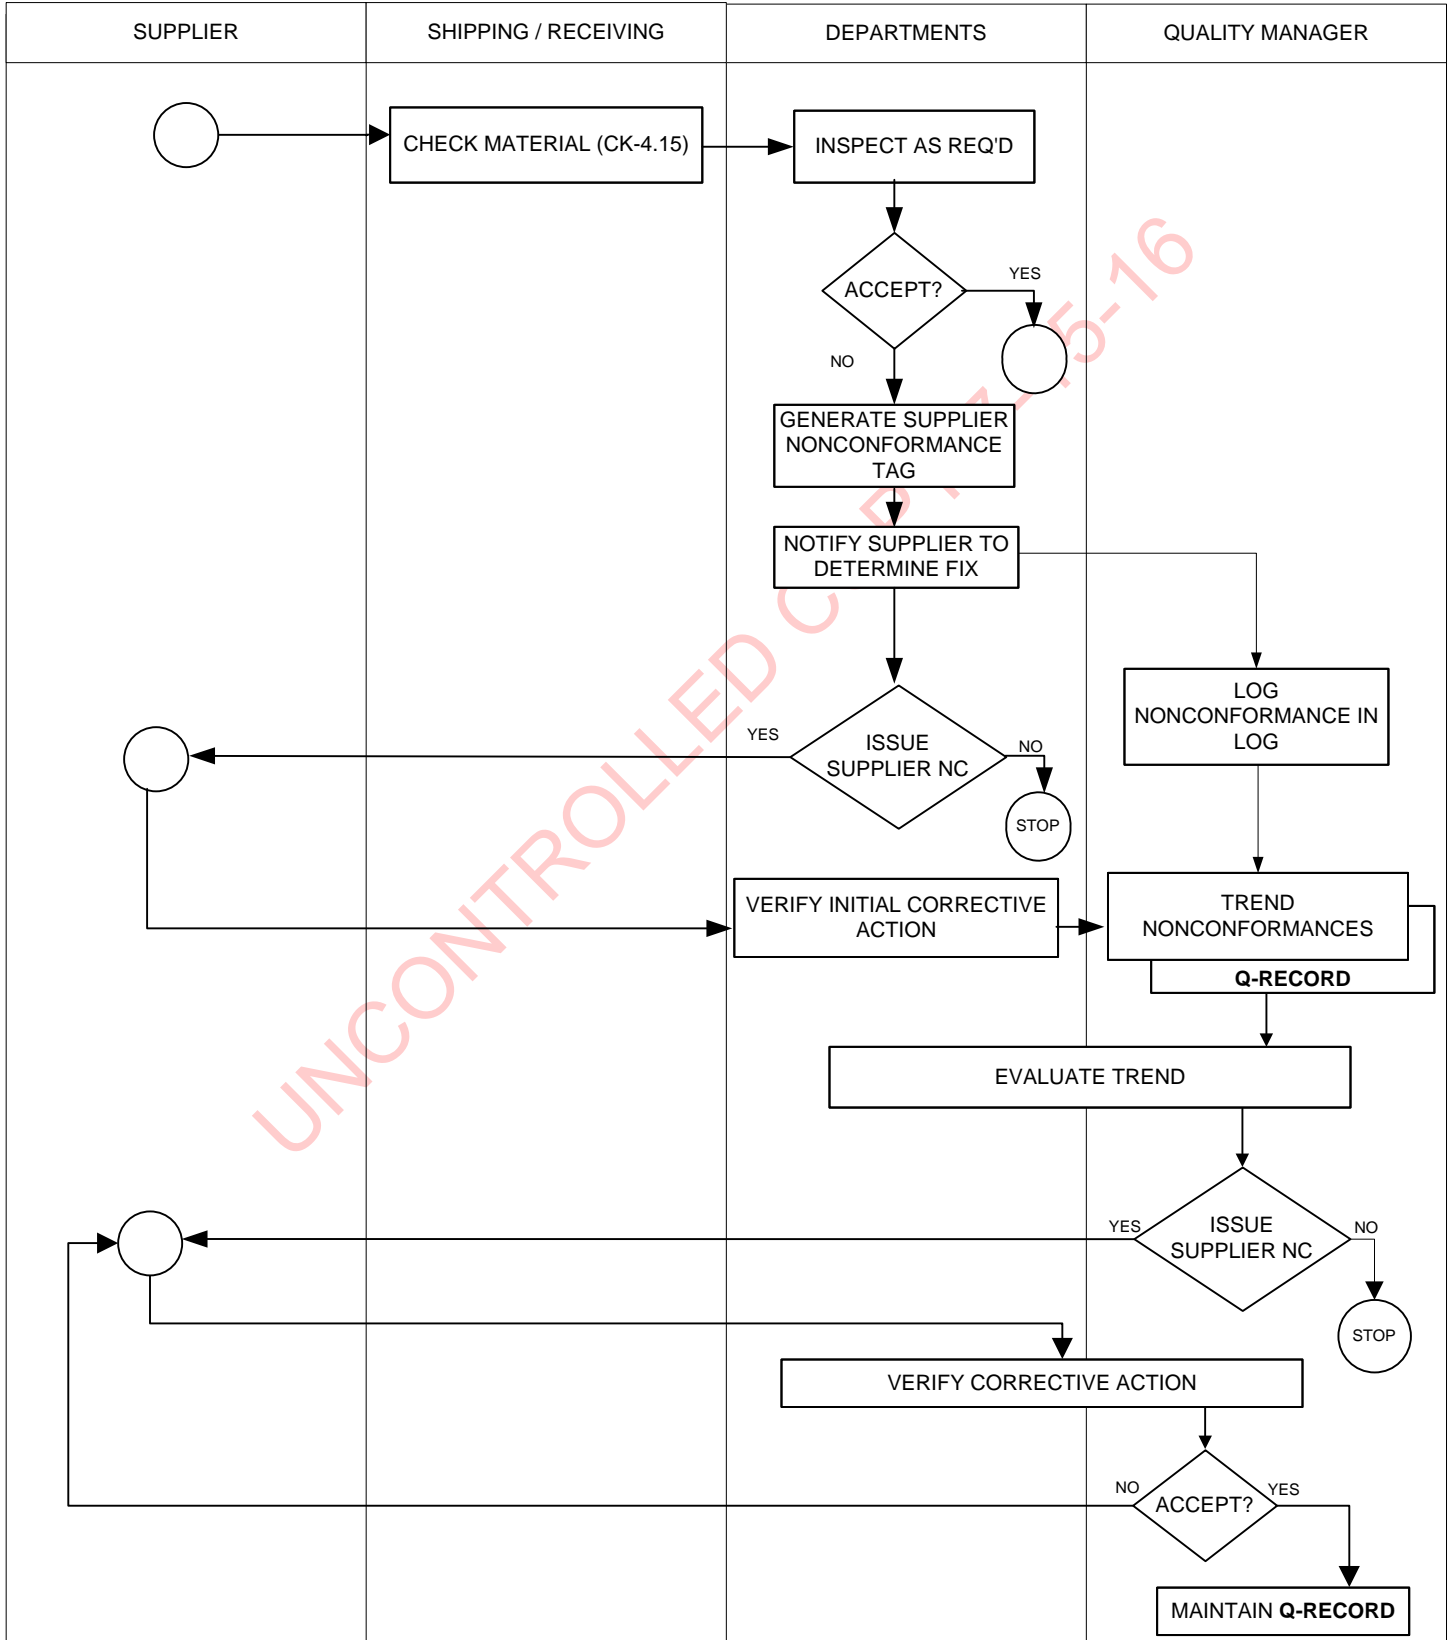 SUPPLIER
SHIPPING / RECEIVING
DEPARTMENTS
QUALITY MANAGER
CHECK MATERIAL (CK-4.15)
INSPECT AS REQ'D
ACCEPT?
YES
NO
GENERATE SUPPLIER
NONCONFORMANCE
TAG
NOTIFY SUPPLIER TO
DETERMINE FIX
LOG
NONCONFORMANCE IN
LOG
YES
ISSUE
SUPPLIER NC
NO
STOP
VERIFY INITIAL CORRECTIVE
ACTION
TREND
NONCONFORMANCES
Q-RECORD
EVALUATE TREND
YES
ISSUE
SUPPLIER NC
NO
STOP
VERIFY CORRECTIVE ACTION
NO
ACCEPT?
YES
MAINTAIN Q-RECORD
UNCONTROLLED